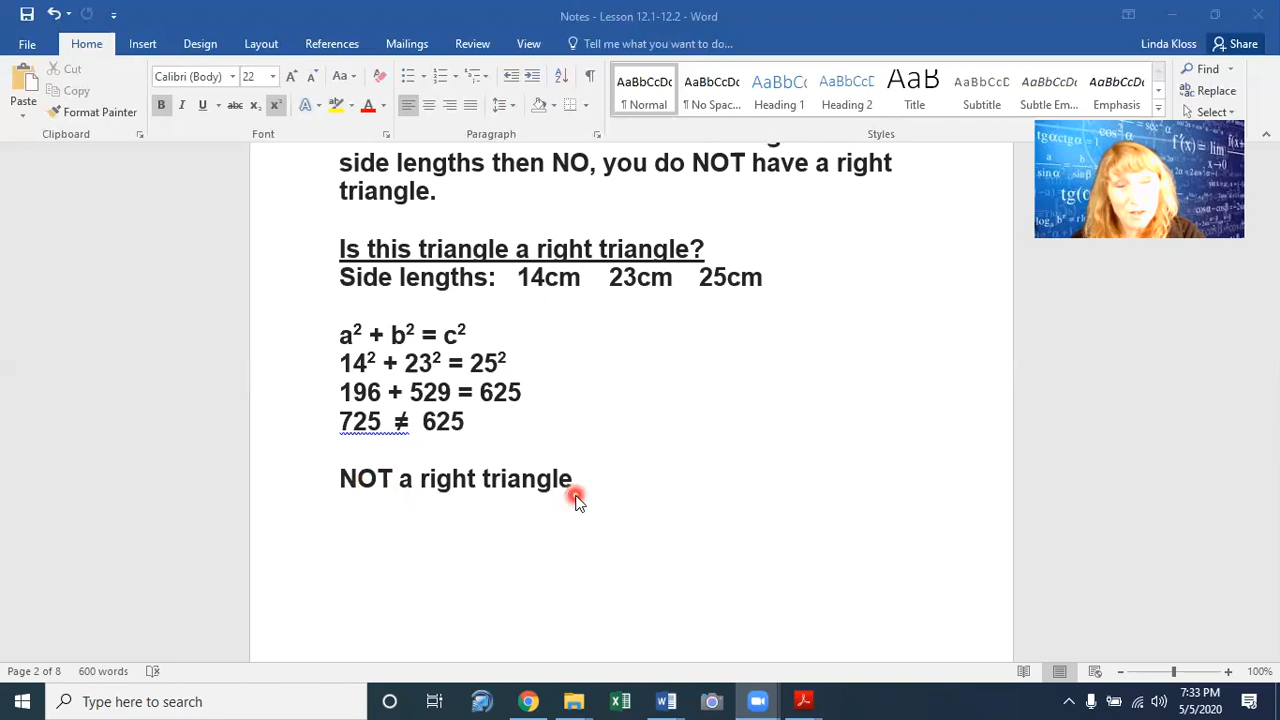 Notes - Lesson 12.1-12.2 - Word
File Home Insert Design Layout References Mailings Review View Tell me what you want to do... Linda Kloss Share
Cut
Copy
Format Painter
Paste
Clipboard
Calibri (Body) 22
Font
Paragraph
AaBbCcDc AaBbCcDc AaBbCc AaBbCcC AaB AaBbCcD AaBbCcDc AaBbCcDc
¶ Normal ¶ No Spac... Heading 1 Heading 2 Title Subtitle Subtle Em... Emphasis
Styles
Find
Replace
Select
side lengths then NO, you do NOT have a right
triangle.
Is this triangle a right triangle?
Side lengths: 14cm 23cm 25cm
a² + b² = c²
14² + 23² = 25²
196 + 529 = 625
725 ≠ 625
NOT a right triangle
Page 2 of 8 600 words 100%
Type here to search
7:33 PM
5/5/2020